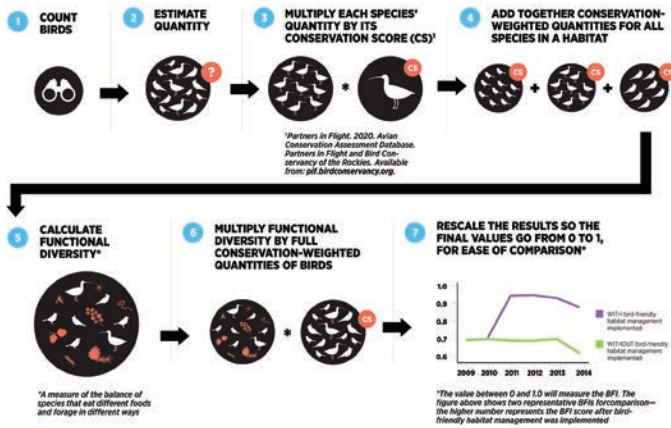 1 COUNT
BIRDS
2 ESTIMATE
QUANTITY
?
3 MULTIPLY EACH SPECIES'
QUANTITY BY ITS
CONSERVATION SCORE (CS)¹
*
CS
¹Partners in Flight. 2020. Avian
Conservation Assessment Database.
Partners in Flight and Bird Con-
servancy of the Rockies. Available
from: pif.birdconservancy.org.
4 ADD TOGETHER CONSERVATION-
WEIGHTED QUANTITIES FOR ALL
SPECIES IN A HABITAT
CS + CS + CS
5 CALCULATE
FUNCTIONAL
DIVERSITY*
*A measure of the balance of
species that eat different foods
and forage in different ways
6 MULTIPLY FUNCTIONAL
DIVERSITY BY FULL
CONSERVATION-WEIGHTED
QUANTITIES OF BIRDS
*
CS
7 RESCALE THE RESULTS SO THE
FINAL VALUES GO FROM 0 TO 1,
FOR EASE OF COMPARISON*
1.0
0.9
0.8
0.7
0.6
2009 2010 2011 2012 2013 2014
WITH bird-friendly
habitat management
implemented
WITHOUT bird-friendly
habitat management
implemented
*The value between 0 and 1.0 will measure the BFI. The
figure above shows two representative BFIs forcomparison—
the higher number represents the BFI score after bird-
friendly habitat management was implemented